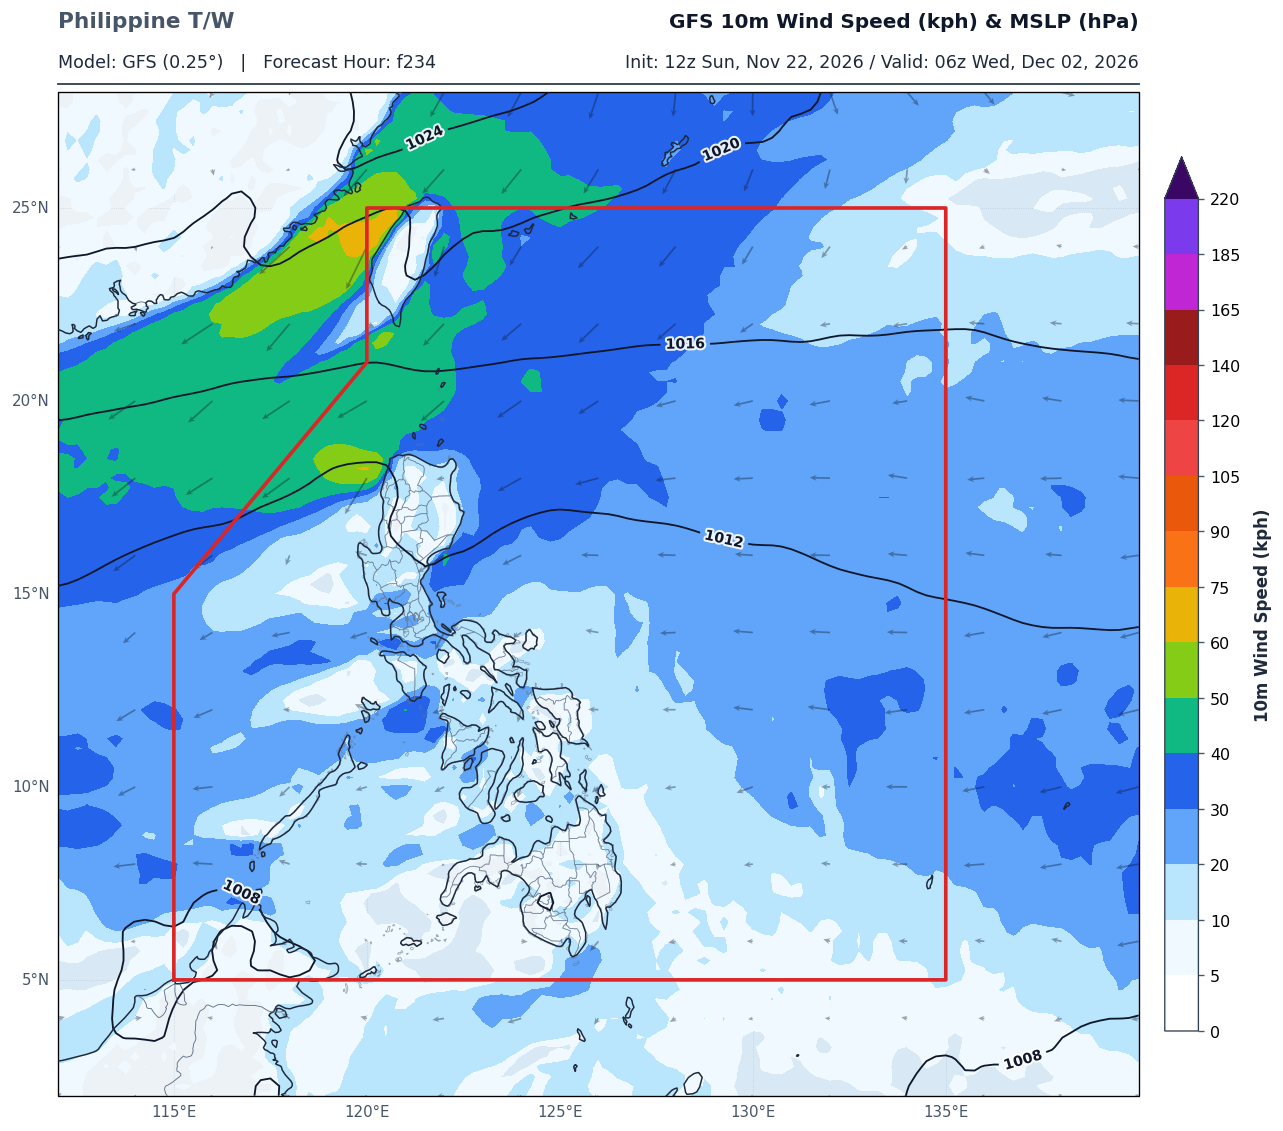 Philippine T/W
GFS 10m Wind Speed (kph) & MSLP (hPa)
Model: GFS (0.25°) | Forecast Hour: f234
Init: 12z Sun, Nov 22, 2026 / Valid: 06z Wed, Dec 02, 2026
1024
1020
1016
1012
1008
1008
25°N
20°N
15°N
10°N
5°N
115°E
120°E
125°E
130°E
135°E
220
185
165
140
120
105
90
75
60
50
40
30
20
10
5
0
10m Wind Speed (kph)